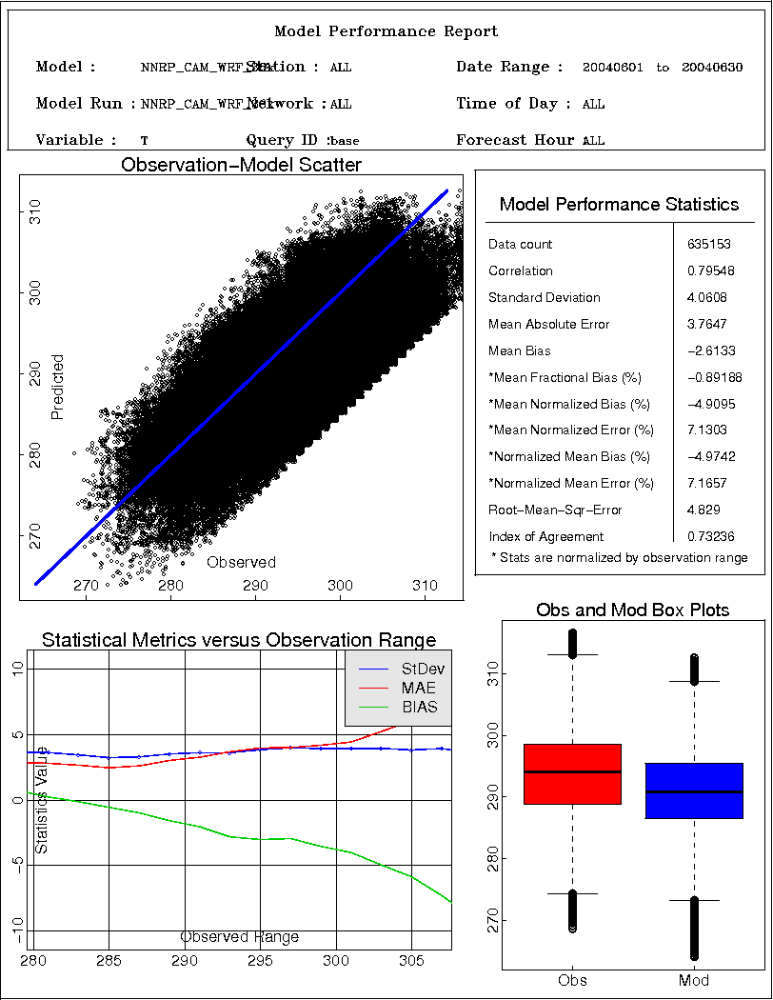 Model Performance Report
Model : NNRP_CAM_WRF Station : ALL Date Range : 20040601 to 20040630
Model Run : NNRP_CAM_WRF Network : ALL Time of Day : ALL
Variable : T Query ID : base Forecast Hour : ALL
Observation−Model Scatter
310
300
290
280
270
Predicted
Observed
270 280 290 300 310
Model Performance Statistics
Data count 635153
Correlation 0.79548
Standard Deviation 4.0608
Mean Absolute Error 3.7647
Mean Bias −2.6133
*Mean Fractional Bias (%) −0.89188
*Mean Normalized Bias (%) −4.9095
*Mean Normalized Error (%) 7.1303
*Normalized Mean Bias (%) −4.9742
*Normalized Mean Error (%) 7.1657
Root−Mean−Sqr−Error 4.829
Index of Agreement 0.73236
* Stats are normalized by observation range
Statistical Metrics versus Observation Range
StDev
MAE
BIAS
10
5
0
−5
−10
Statistics Value
Observed Range
280 285 290 295 300 305
Obs and Mod Box Plots
310
300
290
280
270
Obs Mod